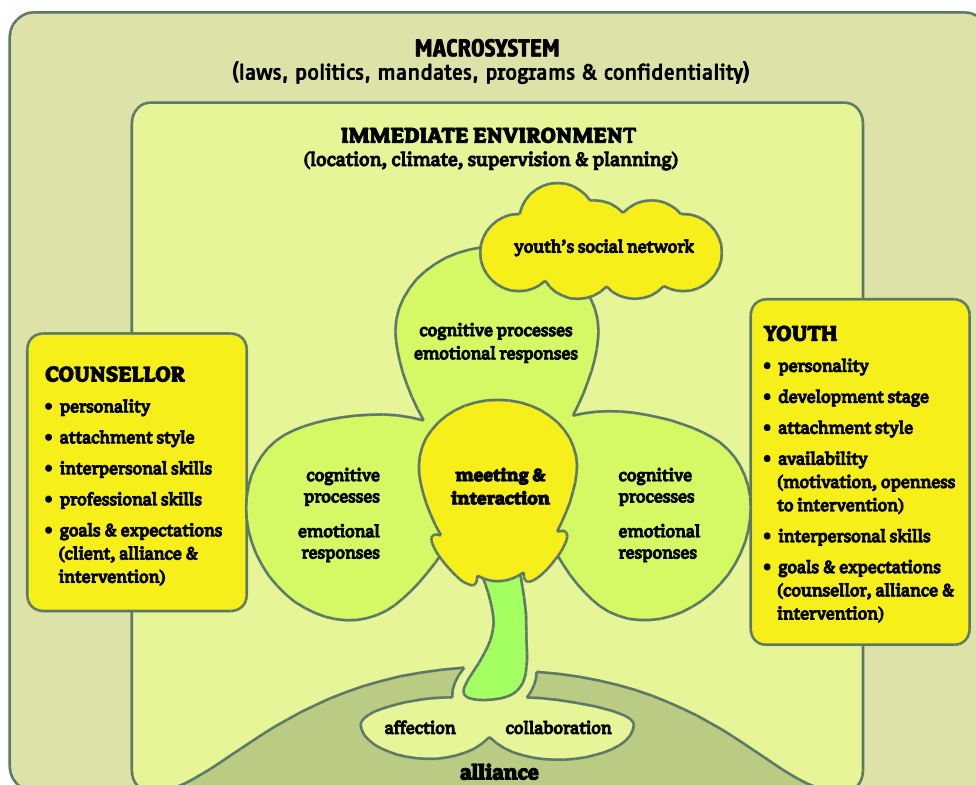 MACROSYSTEM
(laws, politics, mandates, programs & confidentiality)
IMMEDIATE ENVIRONMENT
(location, climate, supervision & planning)
youth's social network
cognitive processes
emotional responses
COUNSELLOR
• personality
• attachment style
• interpersonal skills
• professional skills
• goals & expectations
(client, alliance &
intervention)
cognitive
processes
emotional
responses
meeting &
interaction
cognitive
processes
emotional
responses
YOUTH
• personality
• development stage
• attachment style
• availability
(motivation, openness
to intervention)
• interpersonal skills
• goals & expectations
(counsellor, alliance &
intervention)
affection
collaboration
alliance